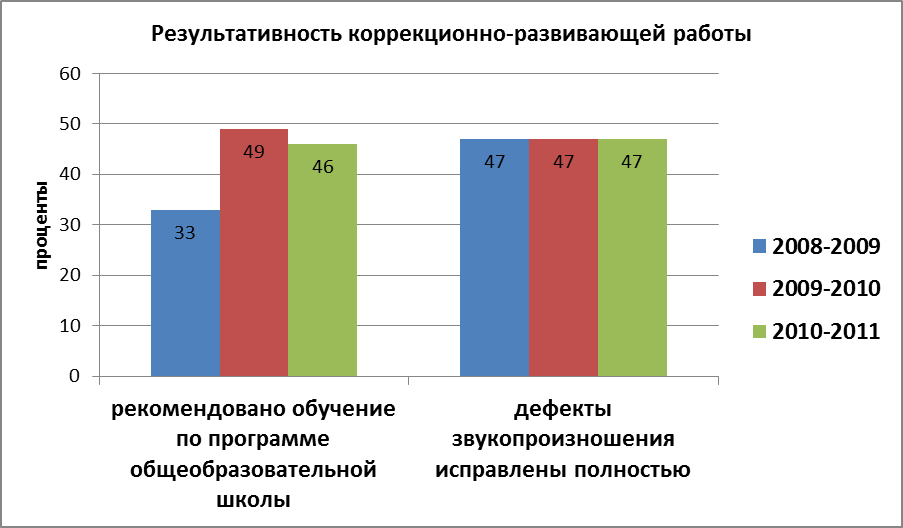 Результативность коррекционно-развивающей работы
проценты
60
50
40
30
20
10
0
33
49
46
47
47
47
рекомендовано обучение
по программе
общеобразовательной
школы
дефекты
звукопроизношения
исправлены полностью
2008-2009
2009-2010
2010-2011